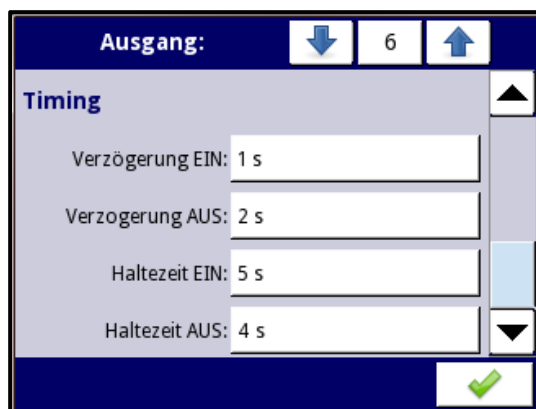 Ausgang: 6
Timing
Verzögerung EIN: 1 s
Verzogerung AUS: 2 s
Haltezeit EIN: 5 s
Haltezeit AUS: 4 s